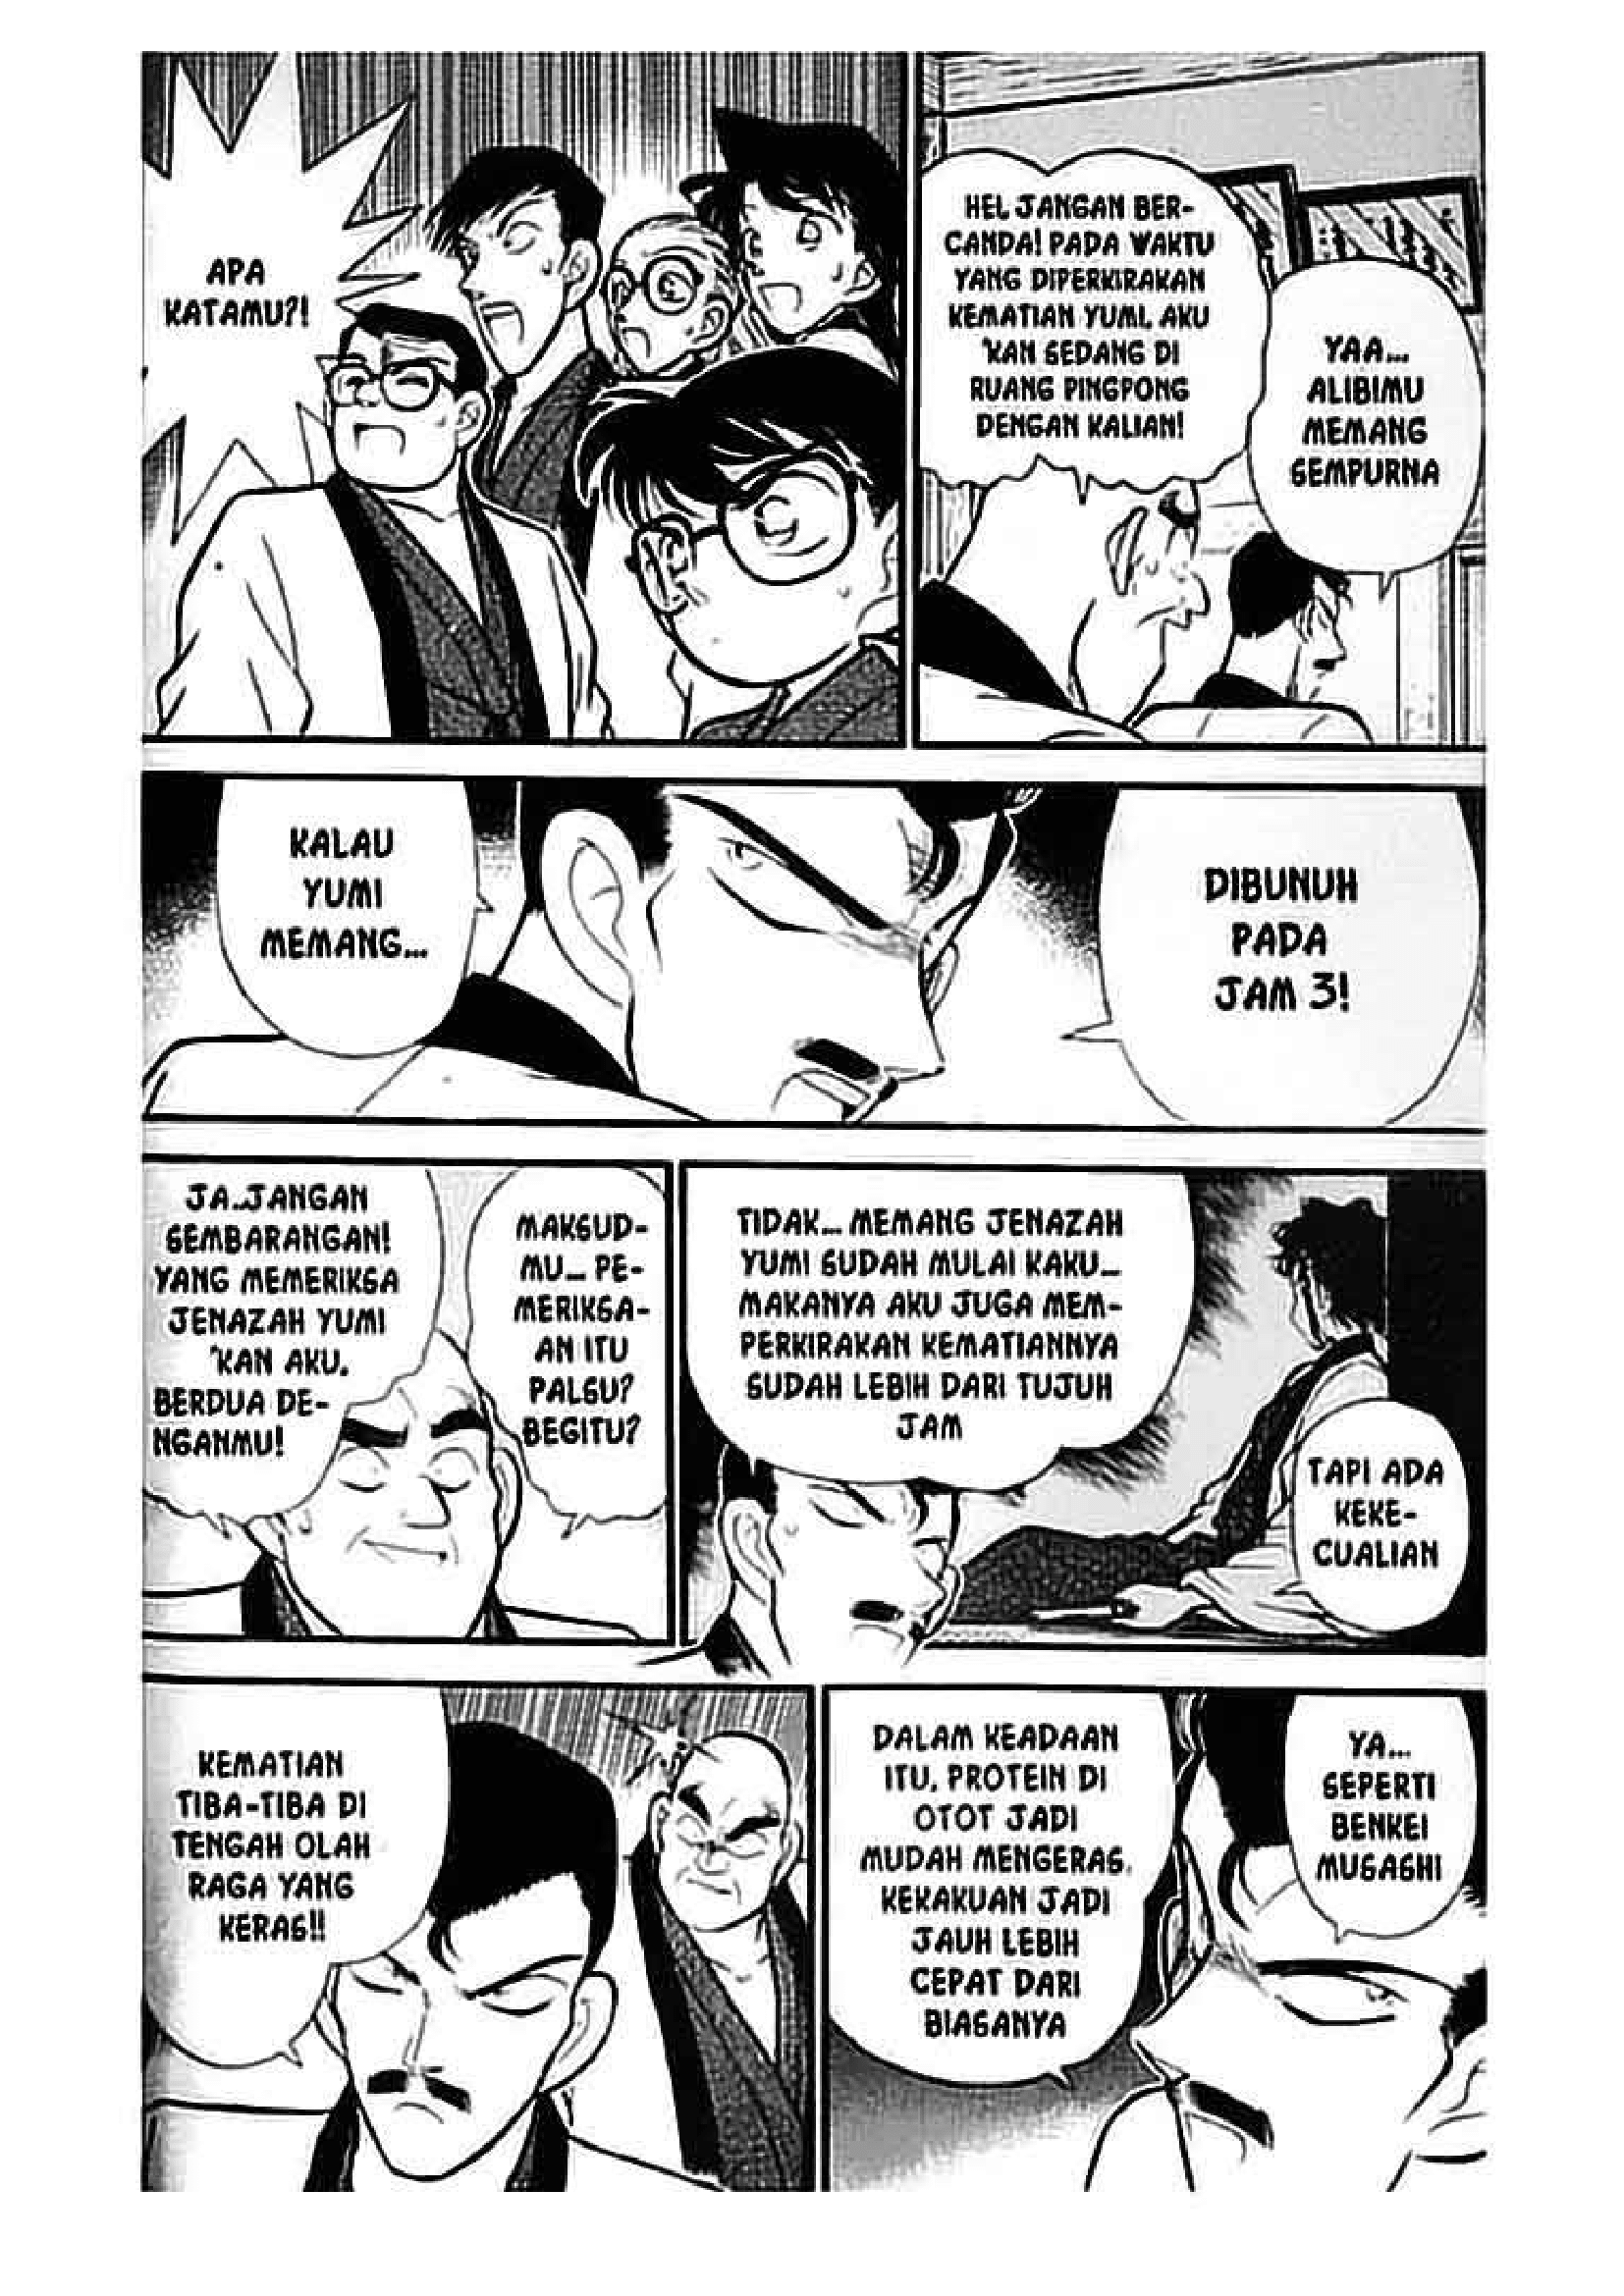 YAA...
ALIBIMU
MEMANG
SEMPURNA
HEI, JANGAN BER-
CANDA! PADA WAKTU
YANG DIPERKIRAKAN
KEMATIAN YUMI, AKU
'KAN SEDANG DI
RUANG PINGPONG
DENGAN KALIAN!
APA
KATAMU?!
KALAU
YUMI
MEMANG...
DIBUNUH
PADA
JAM 3!
TIDAK... MEMANG JENAZAH
YUMI SUDAH MULAI KAKU...
MAKANYA AKU JUGA MEM-
PERKIRAKAN KEMATIANNYA
SUDAH LEBIH DARI TUJUH
JAM
TAPI ADA
KEKE-
CUALIAN
MAKSUD-
MU... PE-
MERIKSA-
AN ITU
PALSU?
BEGITU?
JA..JANGAN
SEMBARANGAN!
YANG MEMERIKSA
JENAZAH YUMI
'KAN AKU.
BERDUA DE-
NGANMU!
YA...
SEPERTI
BENKEI
MUSASHI
DALAM KEADAAN
ITU, PROTEIN DI
OTOT JADI
MUDAH MENGERAS.
KEKAKUAN JADI
JAUH LEBIH
CEPAT DARI
BIASANYA
KEMATIAN
TIBA-TIBA DI
TENGAH OLAH
RAGA YANG
KERAS!!